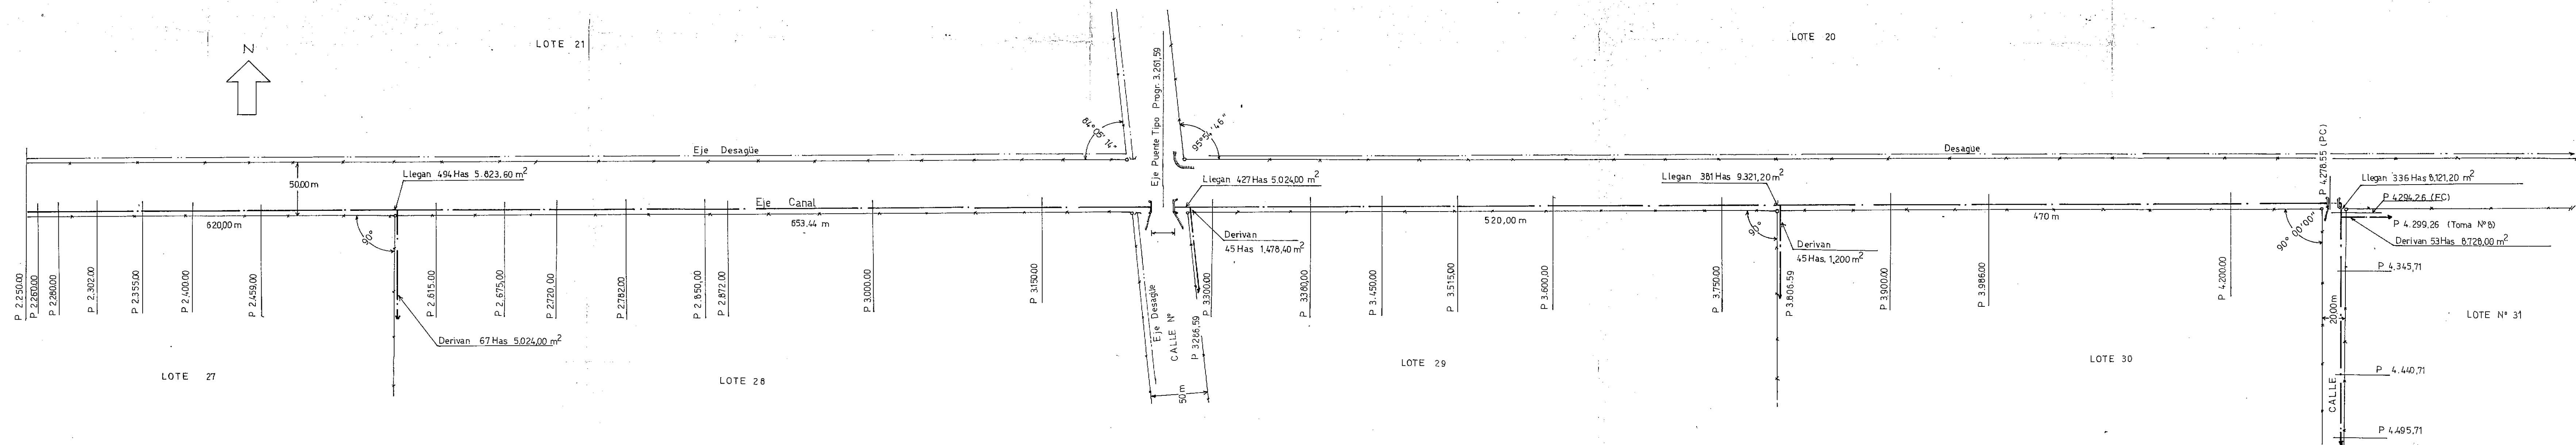 LOTE 21
LOTE 20
N
Eje Puente Tipo Progr. 3.261,59
84° 05' 14"
95° 54' 46"
Eje Desagüe
Desagüe
P 4.278,55 (PC)
50,00 m
Llegan 494 Has 5.823,60 m2
Llegan 427 Has 5.024,00 m2
Llegan 381 Has 9.321,20 m2
Llegan 336 Has 8,121,20 m2
P 4.294,26 (FC)
Eje Canal
620,00 m
90°
653,44 m
520,00 m
90°
470 m
90° 00' 00"
P 4.299,26 (Toma N° 8)
Derivan 53 Has 8.728,00 m2
Derivan
45 Has 1,478,40 m2
Derivan
45 Has, 1,200 m2
P 4.345,71
P 2.250,00
P 2.260,00
P 2.280,00
P 2.302,00
P 2.355,00
P 2.400,00
P 2.459,00
P 2.615,00
P 2.675,00
P 2.720,00
P 2.782,00
P 2.850,00
P 2.872,00
P 3.000,00
P 3.150,00
Eje Desagüe
CALLE N°
P 3.286,59
P 3.300,00
P 3.380,00
P 3.450,00
P 3.515,00
P 3.600,00
P 3.750,00
P 3.806,59
P 3.900,00
P 3.986,00
P 4.200,00
20,00 m
LOTE N° 31
Derivan 67 Has 5.024,00 m2
LOTE 27
LOTE 28
LOTE 29
LOTE 30
50 m
CALLE
P 4.440,71
P 4.495,71